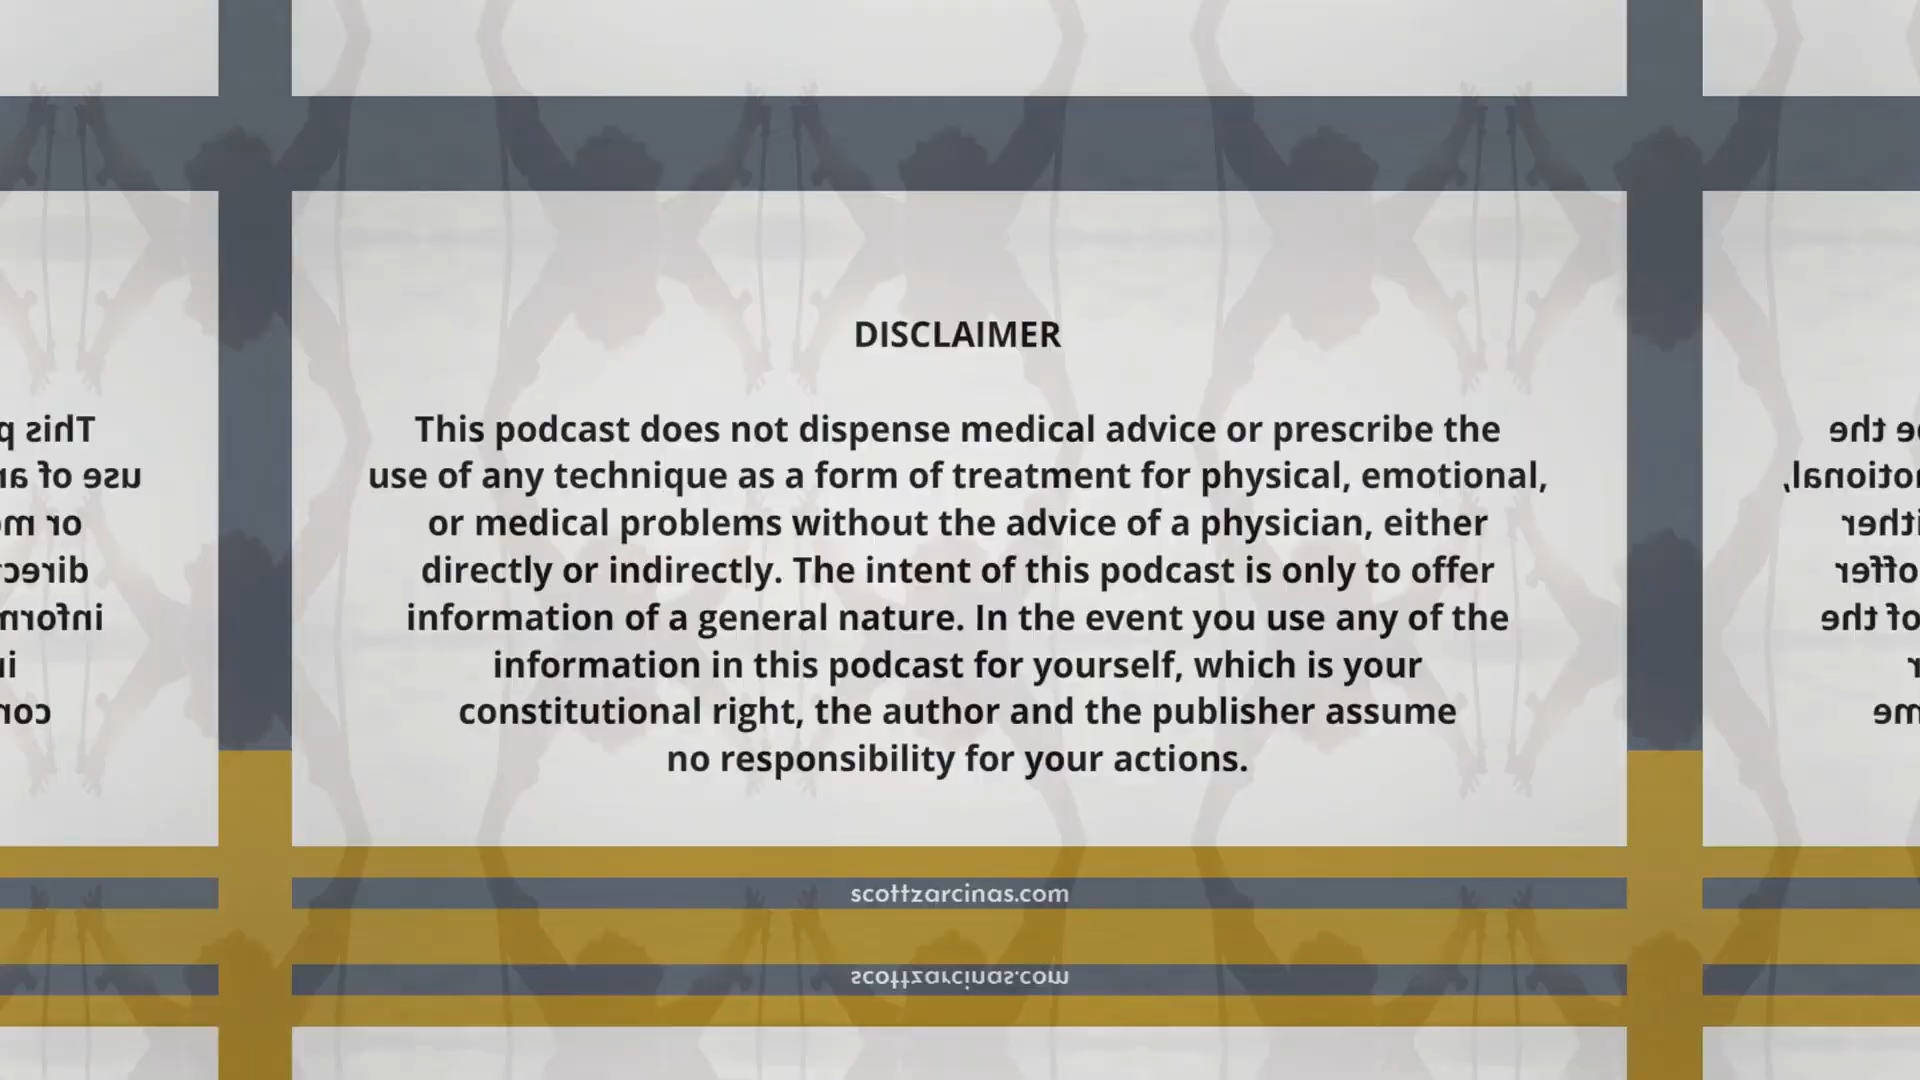 DISCLAIMER
This podcast does not dispense medical advice or prescribe the
use of any technique as a form of treatment for physical, emotional,
or medical problems without the advice of a physician, either
directly or indirectly. The intent of this podcast is only to offer
information of a general nature. In the event you use any of the
information in this podcast for yourself, which is your
constitutional right, the author and the publisher assume
no responsibility for your actions.
scottzarcinas.com
scottzarcinas.com